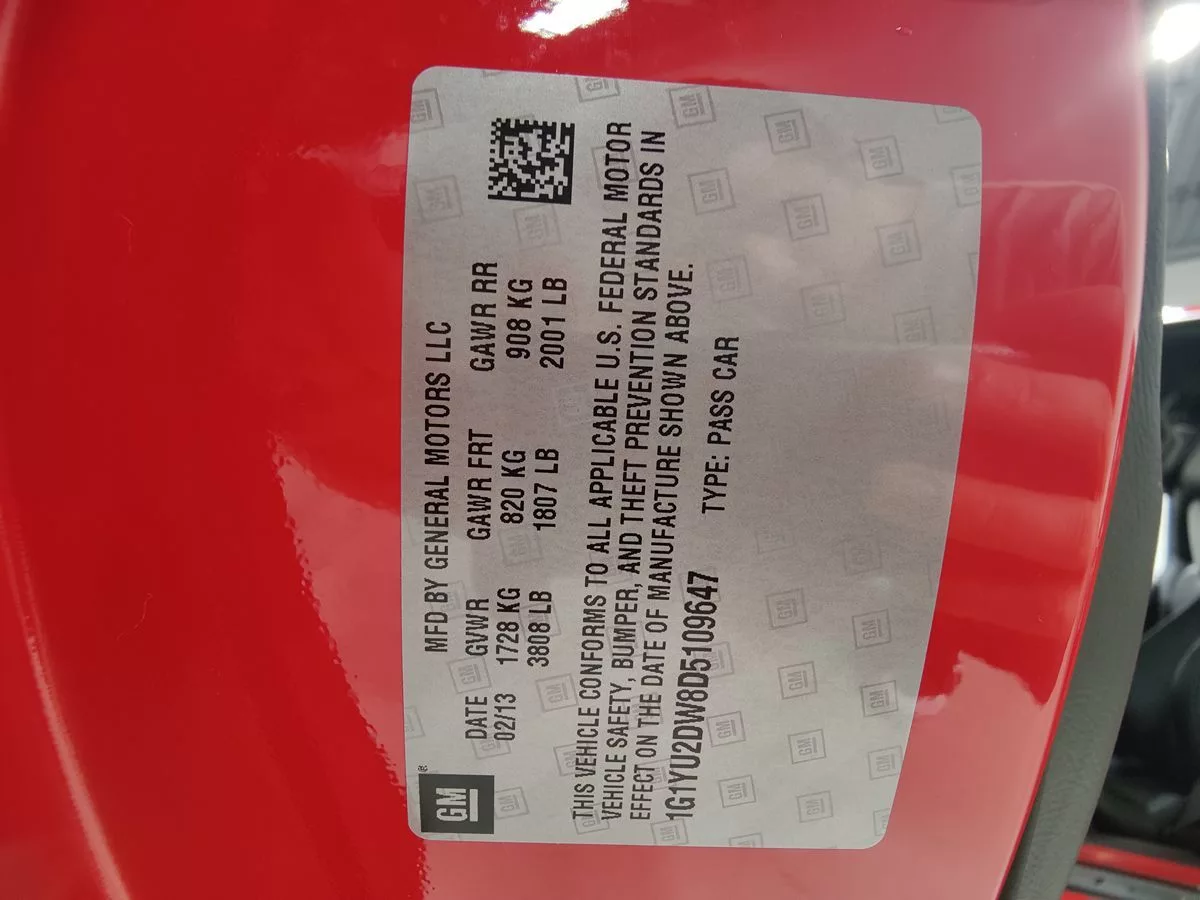 GM®
MFD BY GENERAL MOTORS LLC
DATE GVWR GAWR FRT GAWR RR
02/13 1728 KG 820 KG 908 KG
3808 LB 1807 LB 2001 LB
THIS VEHICLE CONFORMS TO ALL APPLICABLE U.S. FEDERAL MOTOR
VEHICLE SAFETY, BUMPER, AND THEFT PREVENTION STANDARDS IN
EFFECT ON THE DATE OF MANUFACTURE SHOWN ABOVE.
1G1YU2DW8D5109647 TYPE: PASS CAR